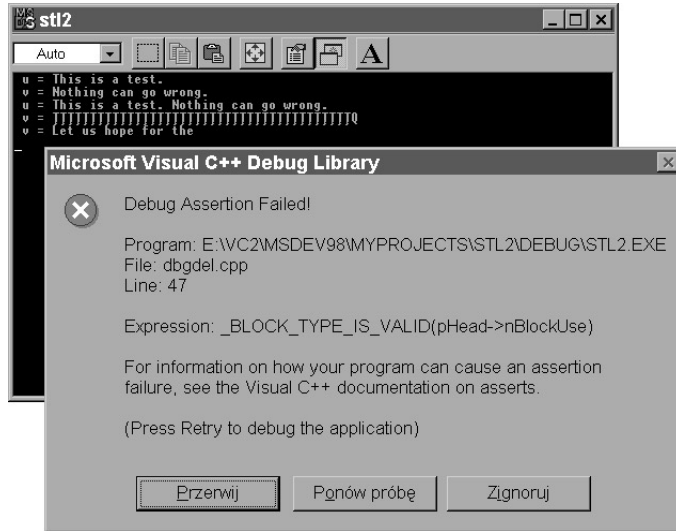 stl2
Auto
A
u = This is a test.
v = Nothing can go wrong.
u = This is a test. Nothing can go wrong.
v = Let us hope for the
Microsoft Visual C++ Debug Library
Debug Assertion Failed!
Program: E:\VC2\MSDEV98\MYPROJECTS\STL2\DEBUG\STL2.EXE
File: dbgdel.cpp
Line: 47
Expression: _BLOCK_TYPE_IS_VALID(pHead->nBlockUse)
For information on how your program can cause an assertion
failure, see the Visual C++ documentation on asserts.
(Press Retry to debug the application)
Przerwij
Ponów próbę
Zignoruj